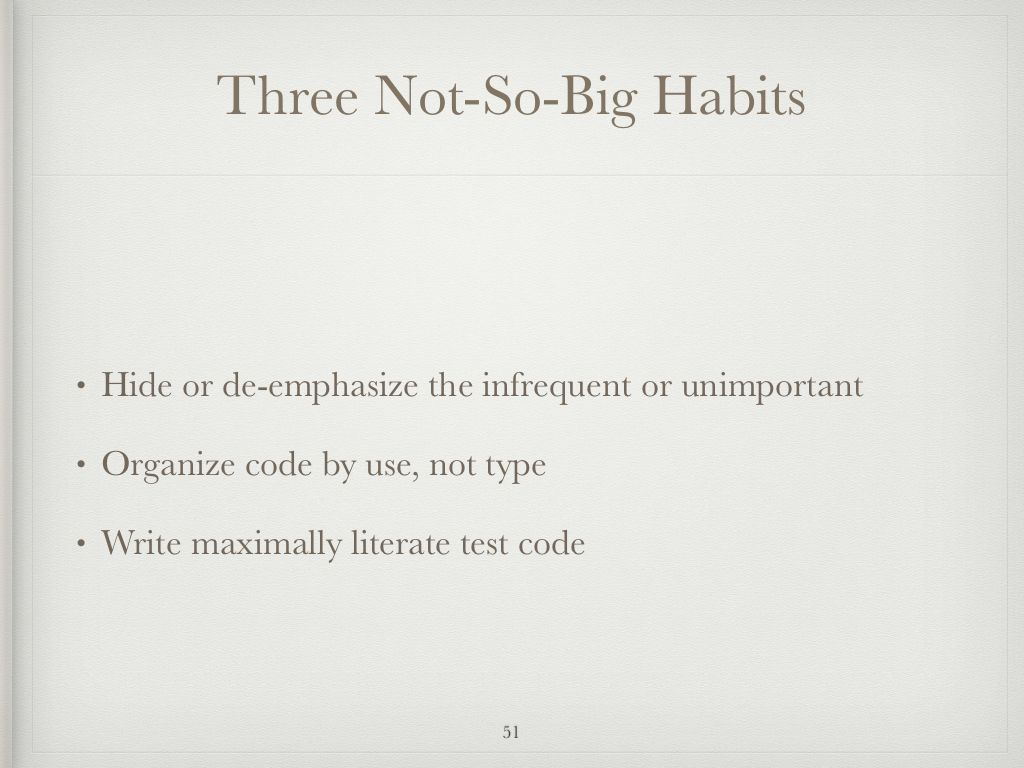 Three Not-So-Big Habits
• Hide or de-emphasize the infrequent or unimportant
• Organize code by use, not type
• Write maximally literate test code
51